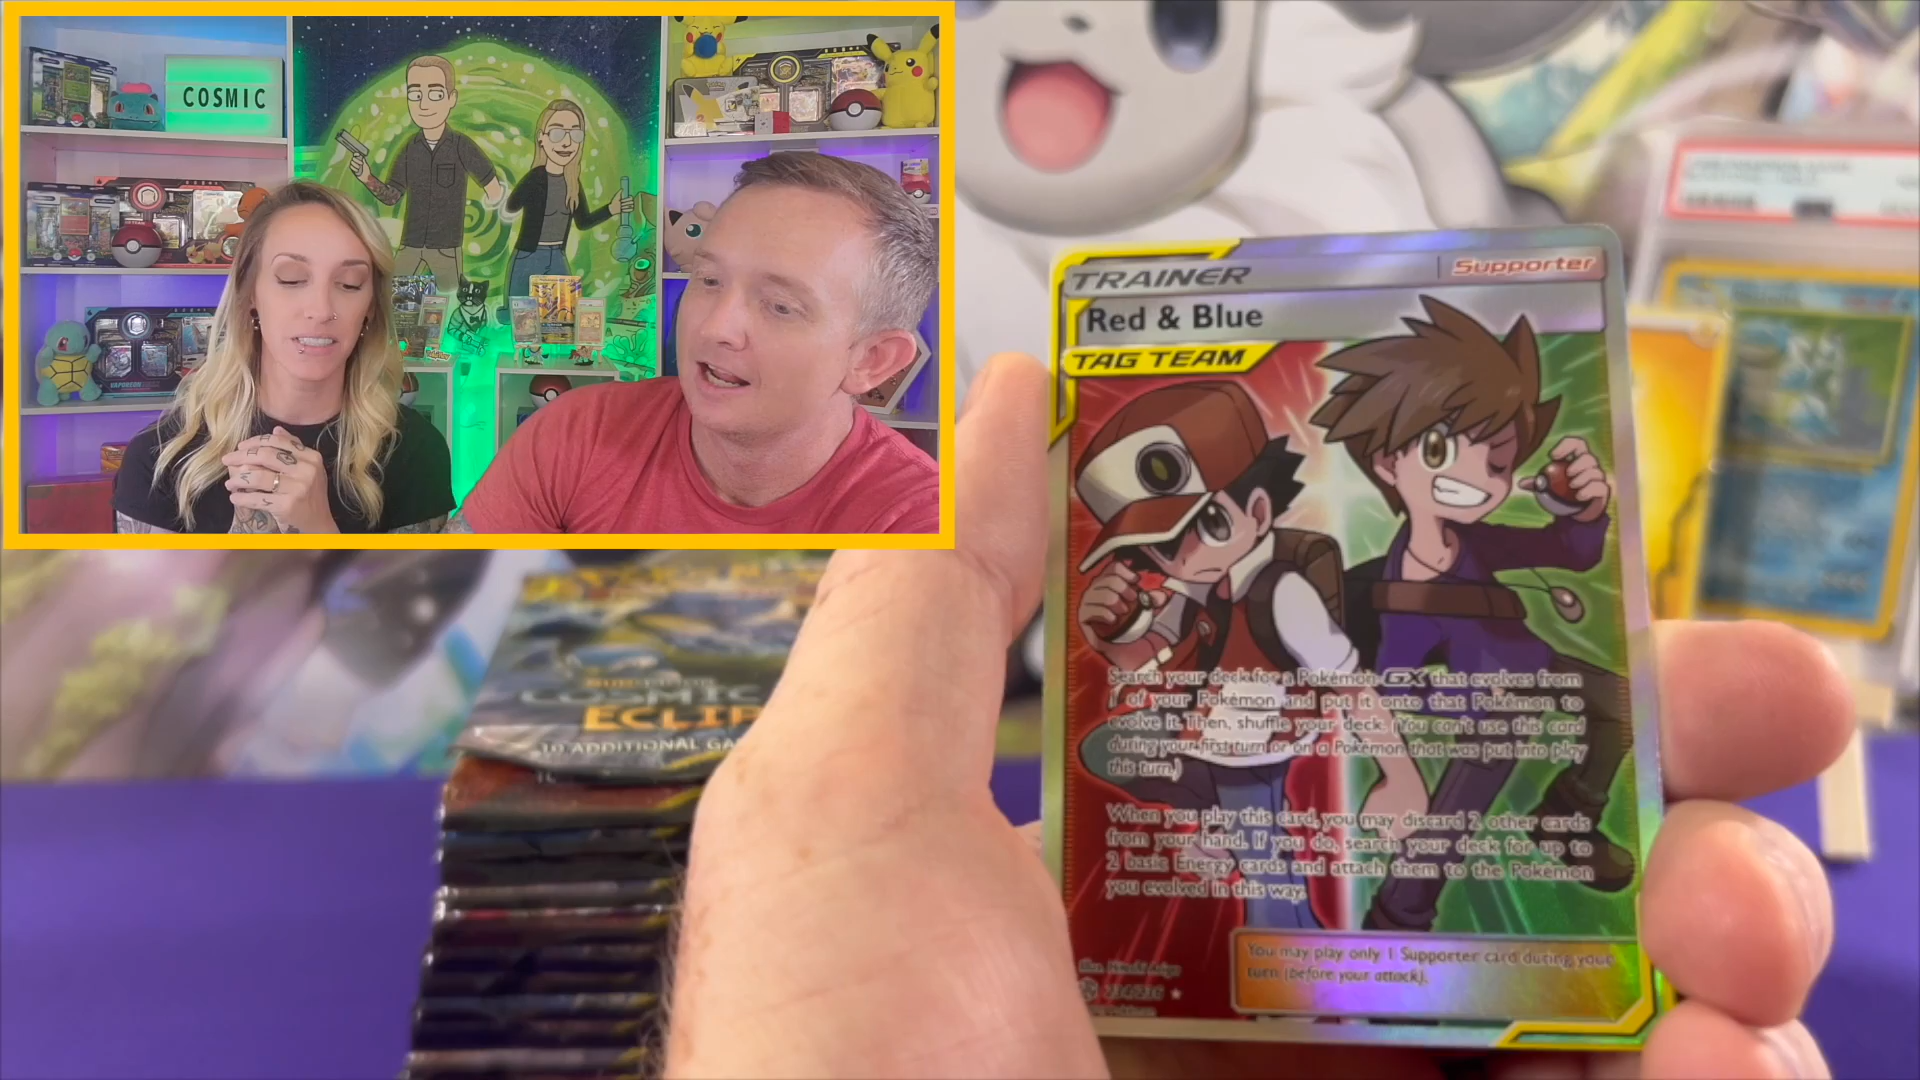 COSMIC
VAPOREON
TRAINER
Supporter
Red & Blue
TAG TEAM
Search your deck for a Pokémon-GX that evolves from
1 of your Pokémon and put it onto that Pokémon to
evolve it. Then, shuffle your deck. (You can't use this card
during your first turn or on a Pokémon that was put into play
this turn.)
When you play this card, you may discard 2 other cards
from your hand. If you do, search your deck for up to
2 basic Energy cards and attach them to the Pokémon
you evolved in this way.
You may play only 1 Supporter card during your
turn (before your attack).
234/236
COSMIC
ECLIP
10 ADDITIONAL GA